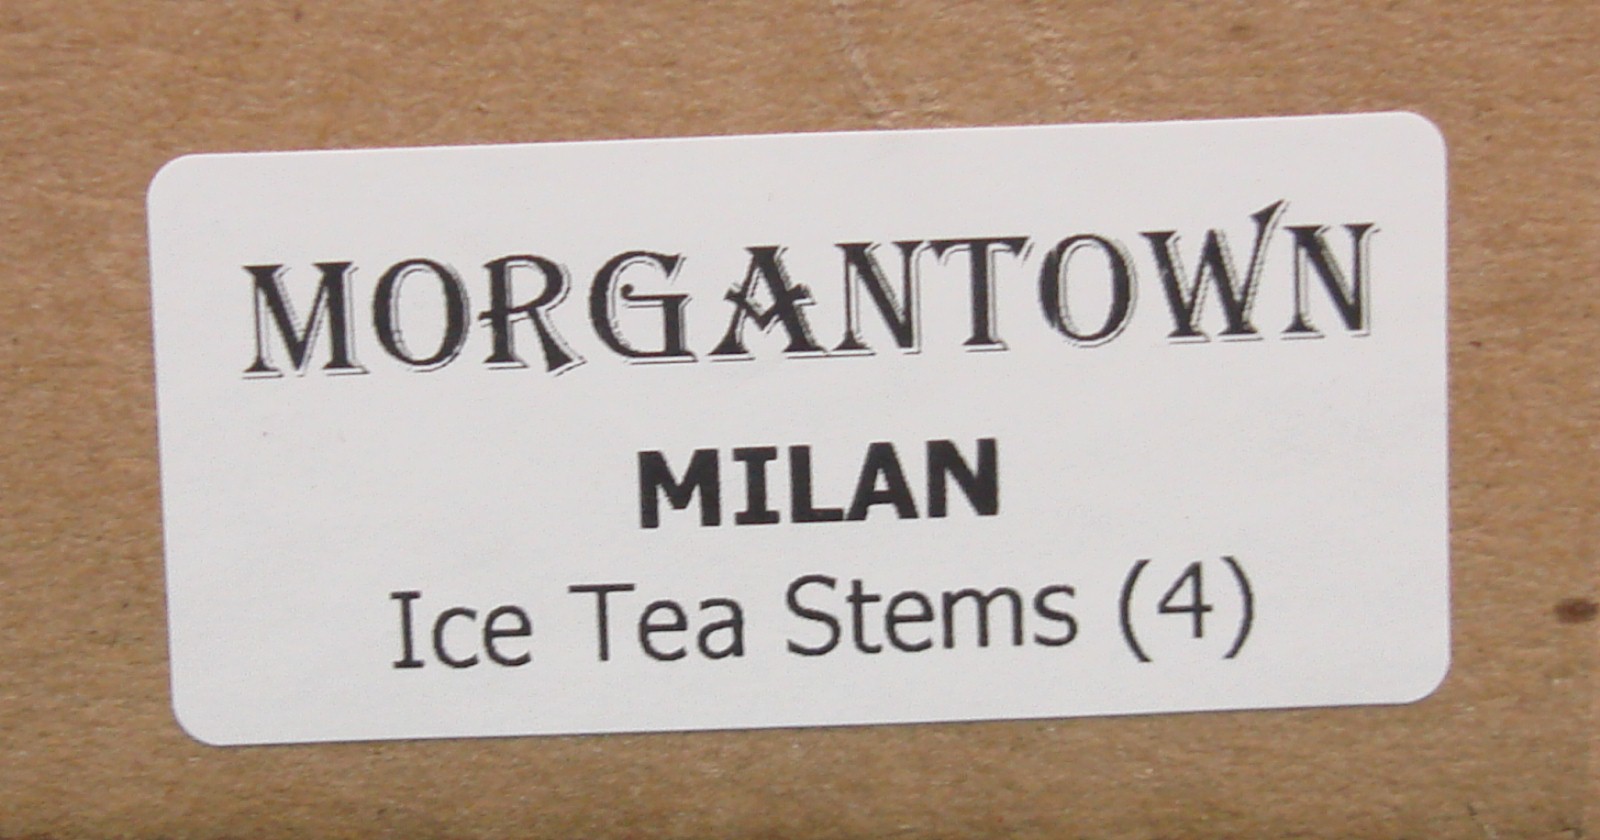 MORGANTOWN
MILAN
Ice Tea Stems (4)